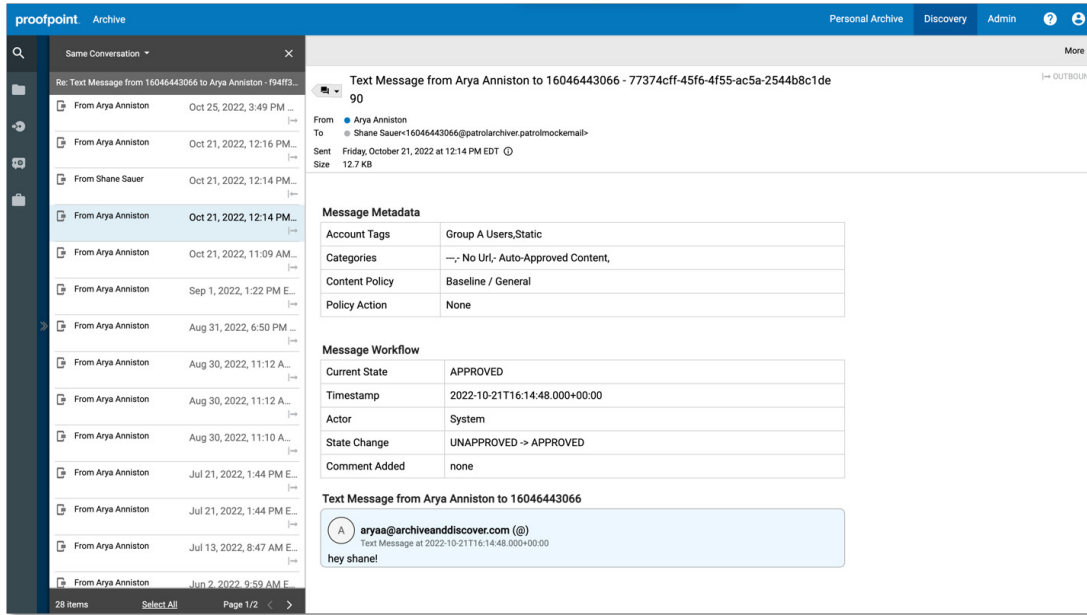 proofpoint. Archive
Personal Archive
Discovery
Admin
Same Conversation
Re: Text Message from 16046443066 to Arya Anniston - f94ff3...
From Arya Anniston
Oct 25, 2022, 3:49 PM ...
From Arya Anniston
Oct 21, 2022, 12:16 PM...
From Shane Sauer
Oct 21, 2022, 12:14 PM...
From Arya Anniston
Oct 21, 2022, 12:14 PM...
From Arya Anniston
Oct 21, 2022, 11:09 AM...
From Arya Anniston
Sep 1, 2022, 1:22 PM E...
From Arya Anniston
Aug 31, 2022, 6:50 PM ...
From Arya Anniston
Aug 30, 2022, 11:12 A...
From Arya Anniston
Aug 30, 2022, 11:12 A...
From Arya Anniston
Aug 30, 2022, 11:10 A...
From Arya Anniston
Jul 21, 2022, 1:44 PM E...
From Arya Anniston
Jul 21, 2022, 1:44 PM E...
From Arya Anniston
Jul 13, 2022, 8:47 AM E...
From Arya Anniston
Jun 2, 2022, 9:59 AM E...
28 items
Select All
Page 1/2
More
OUTBOUN
Text Message from Arya Anniston to 16046443066 - 77374cff-45f6-4f55-ac5a-2544b8c1de
90
From Arya Anniston
To Shane Sauer<16046443066@patrolarchiver.patrolmockemail>
Sent Friday, October 21, 2022 at 12:14 PM EDT
Size 12.7 KB
Message Metadata
Account Tags
Group A Users,Static
Categories
---,- No Url,- Auto-Approved Content,
Content Policy
Baseline / General
Policy Action
None
Message Workflow
Current State
APPROVED
Timestamp
2022-10-21T16:14:48.000+00:00
Actor
System
State Change
UNAPPROVED -> APPROVED
Comment Added
none
Text Message from Arya Anniston to 16046443066
A
aryaa@archiveanddiscover.com (@)
Text Message at 2022-10-21T16:14:48.000+00:00
hey shane!